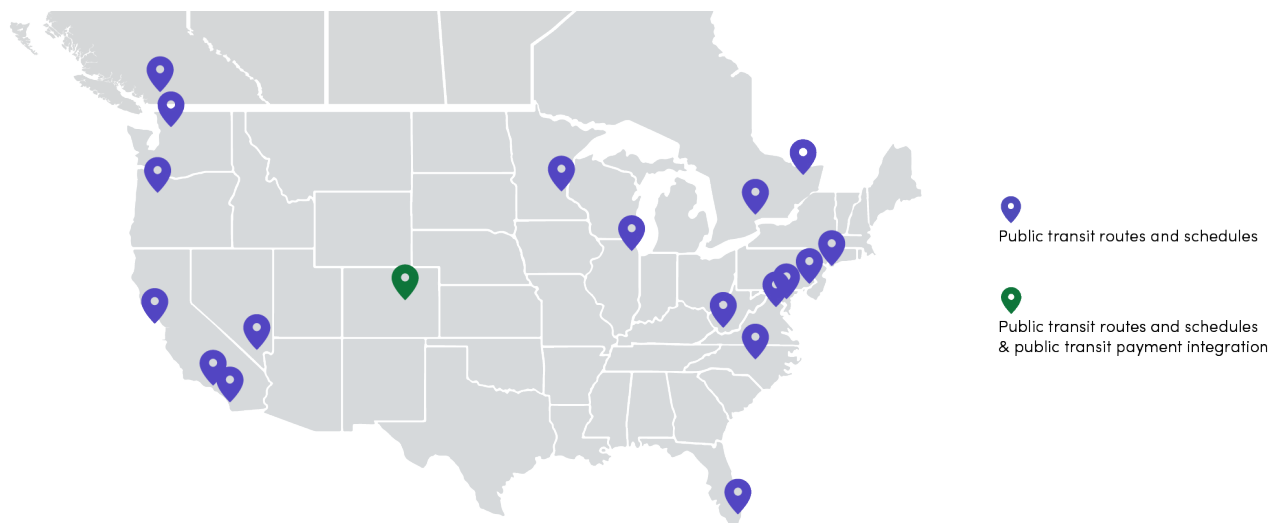 Public transit routes and schedules
Public transit routes and schedules
& public transit payment integration